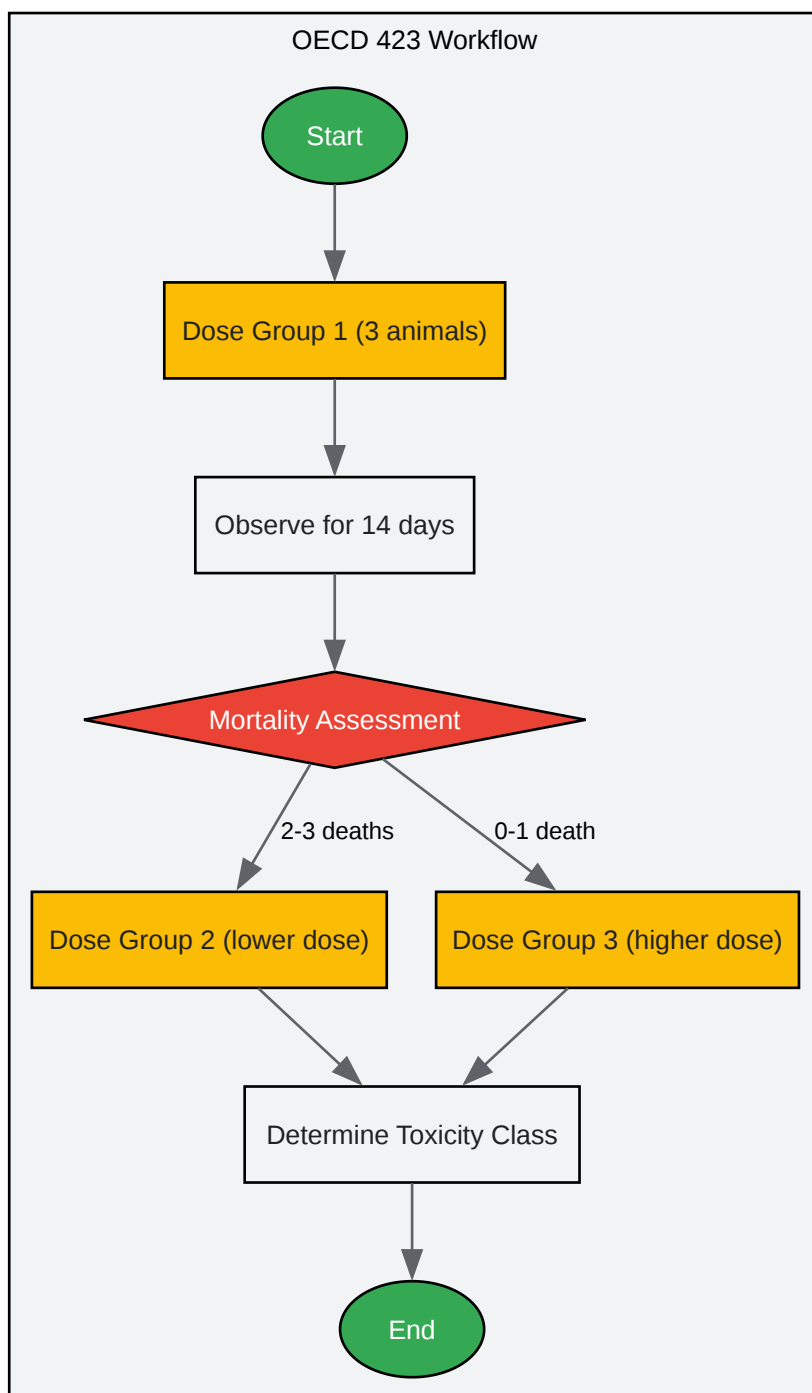 OECD 423 Workflow
Start
Dose Group 1 (3 animals)
Observe for 14 days
Mortality Assessment
2-3 deaths
0-1 death
Dose Group 2 (lower dose)
Dose Group 3 (higher dose)
Determine Toxicity Class
End